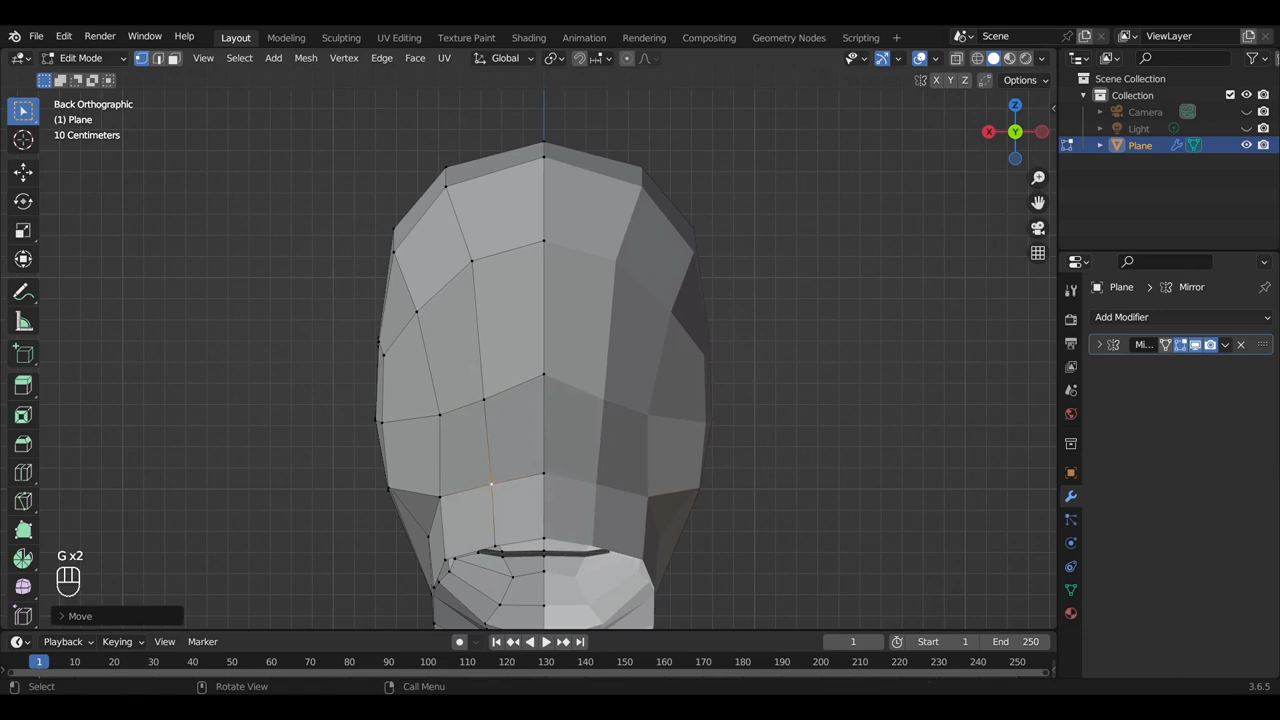 File Edit Render Window Help
Layout Modeling Sculpting UV Editing Texture Paint Shading Animation Rendering Compositing Geometry Nodes Scripting +
Scene
ViewLayer
Edit Mode View Select Add Mesh Vertex Edge Face UV Global
X Y Z Options
Back Orthographic
(1) Plane
10 Centimeters
Z
X
Y
G x2
Move
Scene Collection
Collection
Camera
Light
Plane
Plane > Mirror
Add Modifier
Mi...
Playback Keying View Marker 1 Start 1 End 250
1 10 20 30 40 50 60 70 80 90 100 110 120 130 140 150 160 170 180 190 200 210 220 230 240 250
Select Rotate View Call Menu 3.6.5